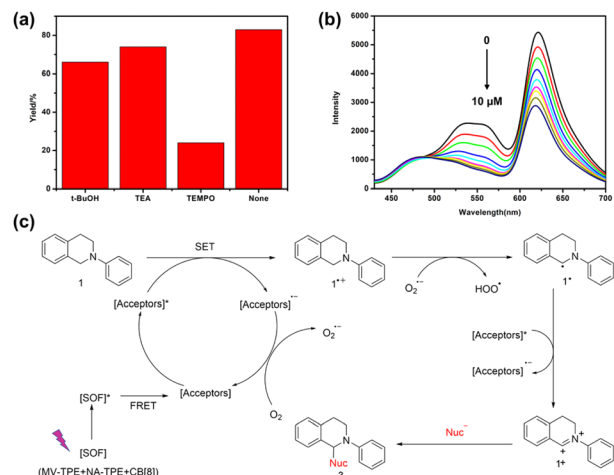 (a)
80
60
40
20
0
Yield/%
t-BuOH TEA TEMPO None
(b)
6000
5000
4000
3000
2000
1000
0
Intensity
0
10 μM
450 500 550 600 650 700
Wavelength(nm)
(c)
1
SET
1•+
O2•−
HOO•
1•
[Acceptors]*
[Acceptors]•−
O2•−
[Acceptors]*
[Acceptors]•−
[SOF]*
FRET
[Acceptors]
O2
[SOF]
(MV-TPE+NA-TPE+CB[8])
N
N
N
N
N
+
+
Nuc
3
Nuc−
1+